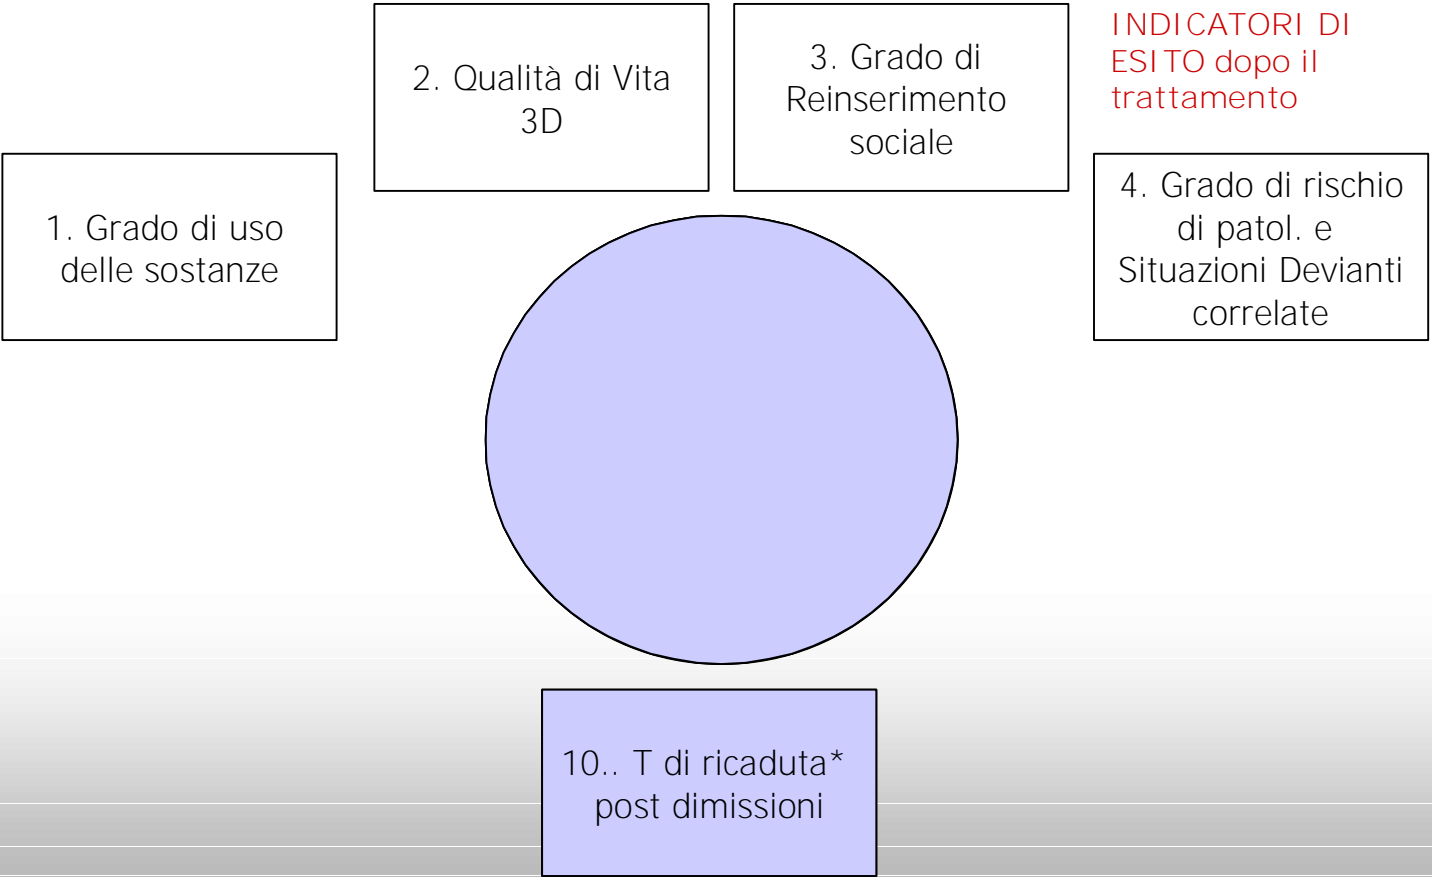 INDICATORI DI
ESITO dopo il
trattamento
1. Grado di uso
delle sostanze
2. Qualità di Vita
3D
3. Grado di
Reinserimento
sociale
4. Grado di rischio
di patol. e
Situazioni Devianti
correlate
10.. T di ricaduta*
post dimissioni